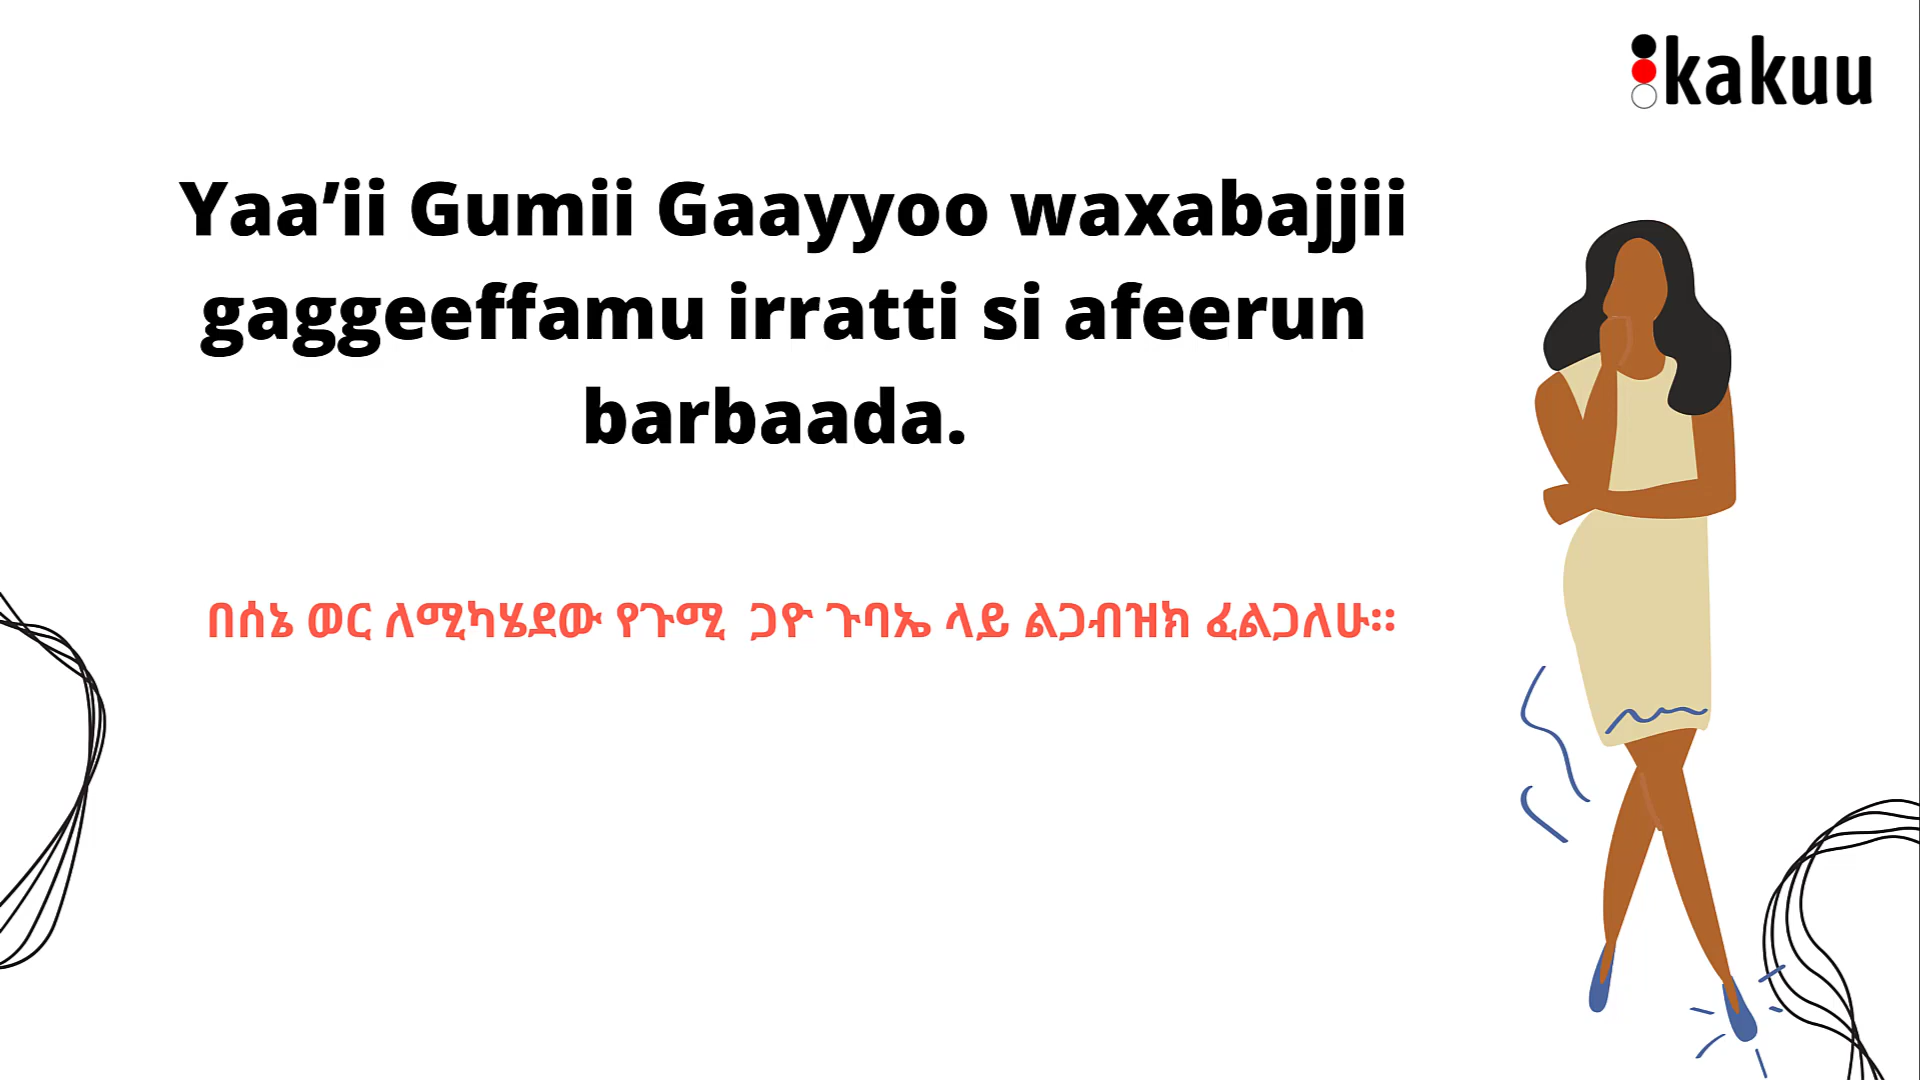 kakuu
Yaa’ii Gumii Gaayyoo waxabajjii
gaggeeffamu irratti si afeerun
barbaada.
በሰኔ ወር ለሚካሄደው የጉሚ ጋዮ ጉባኤ ላይ ልጋብዝክ ፈልጋለሁ።